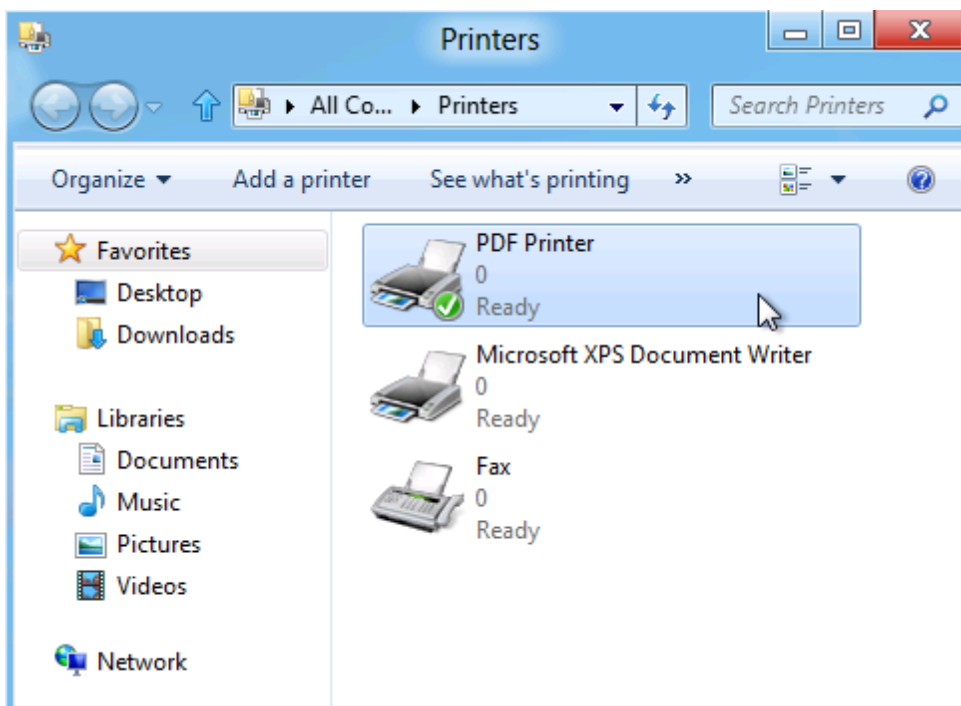 Printers
All Co... Printers
Search Printers
Organize Add a printer See what's printing »
Favorites
Desktop
Downloads
Libraries
Documents
Music
Pictures
Videos
Network
PDF Printer
0
Ready
Microsoft XPS Document Writer
0
Ready
Fax
0
Ready